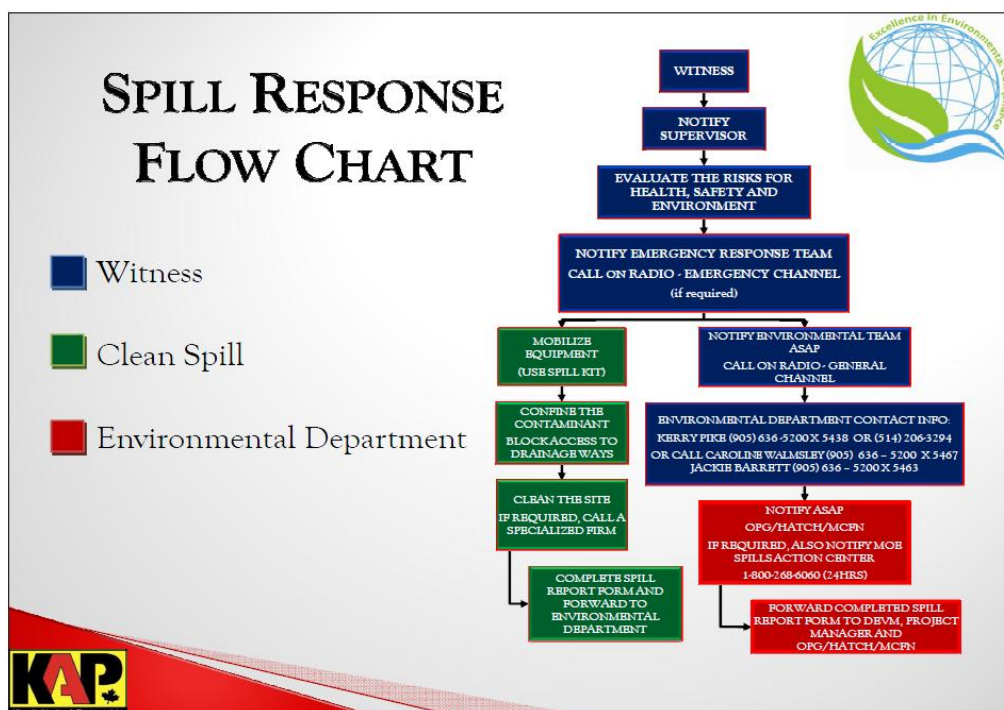 SPILL RESPONSE
FLOW CHART
Witness
Clean Spill
Environmental Department
Excellence in Environmental
WITNESS
NOTIFY
SUPERVISOR
EVALUATE THE RISKS FOR
HEALTH, SAFETY AND
ENVIRONMENT
NOTIFY EMERGENCY RESPONSE TEAM
CALL ON RADIO - EMERGENCY CHANNEL
(if required)
MOBILIZE
EQUIPMENT
(USE SPILL KIT)
CONFINE THE
CONTAMINANT
BLOCK ACCESS TO
DRAINAGE WAYS
CLEAN THE SITE
IF REQUIRED, CALL A
SPECIALIZED FIRM
COMPLETE SPILL
REPORT FORM AND
FORWARD TO
ENVIRONMENTAL
DEPARTMENT
NOTIFY ENVIRONMENTAL TEAM
ASAP
CALL ON RADIO - GENERAL
CHANNEL
ENVIRONMENTAL DEPARTMENT CONTACT INFO:
KERRY PIKE (905) 636-5200 X 5438 OR (514) 206-3294
OR CALL CAROLINE WALMSLEY (905) 636 – 5200 X 5467
JACKIE BARRETT (905) 636 – 5200 X 5463
NOTIFY ASAP
OPG/HATCH/MCFN
IF REQUIRED, ALSO NOTIFY MOE
SPILLS ACTION CENTER
1-800-268-6060 (24HRS)
FORWARD COMPLETED SPILL
REPORT FORM TO DEVM, PROJECT
MANAGER AND
OPG/HATCH/MCFN
KAP